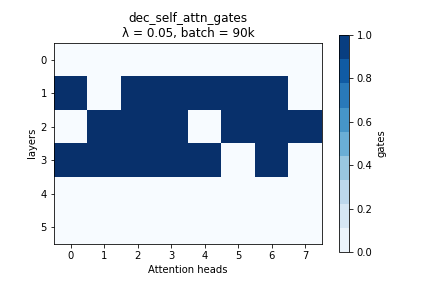 dec_self_attn_gates
λ = 0.05, batch = 90k
layers
0
1
2
3
4
5
0 1 2 3 4 5 6 7
Attention heads
1.0
0.8
0.6
0.4
0.2
0.0
gates